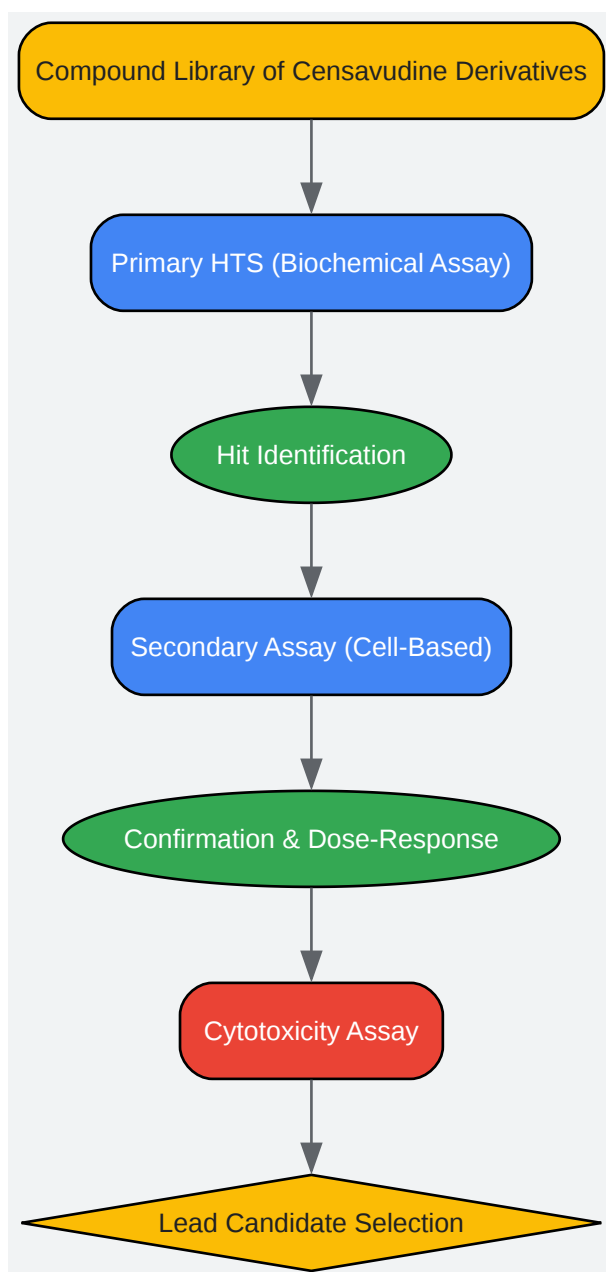 Compound Library of Censavudine Derivatives
Primary HTS (Biochemical Assay)
Hit Identification
Secondary Assay (Cell-Based)
Confirmation & Dose-Response
Cytotoxicity Assay
Lead Candidate Selection